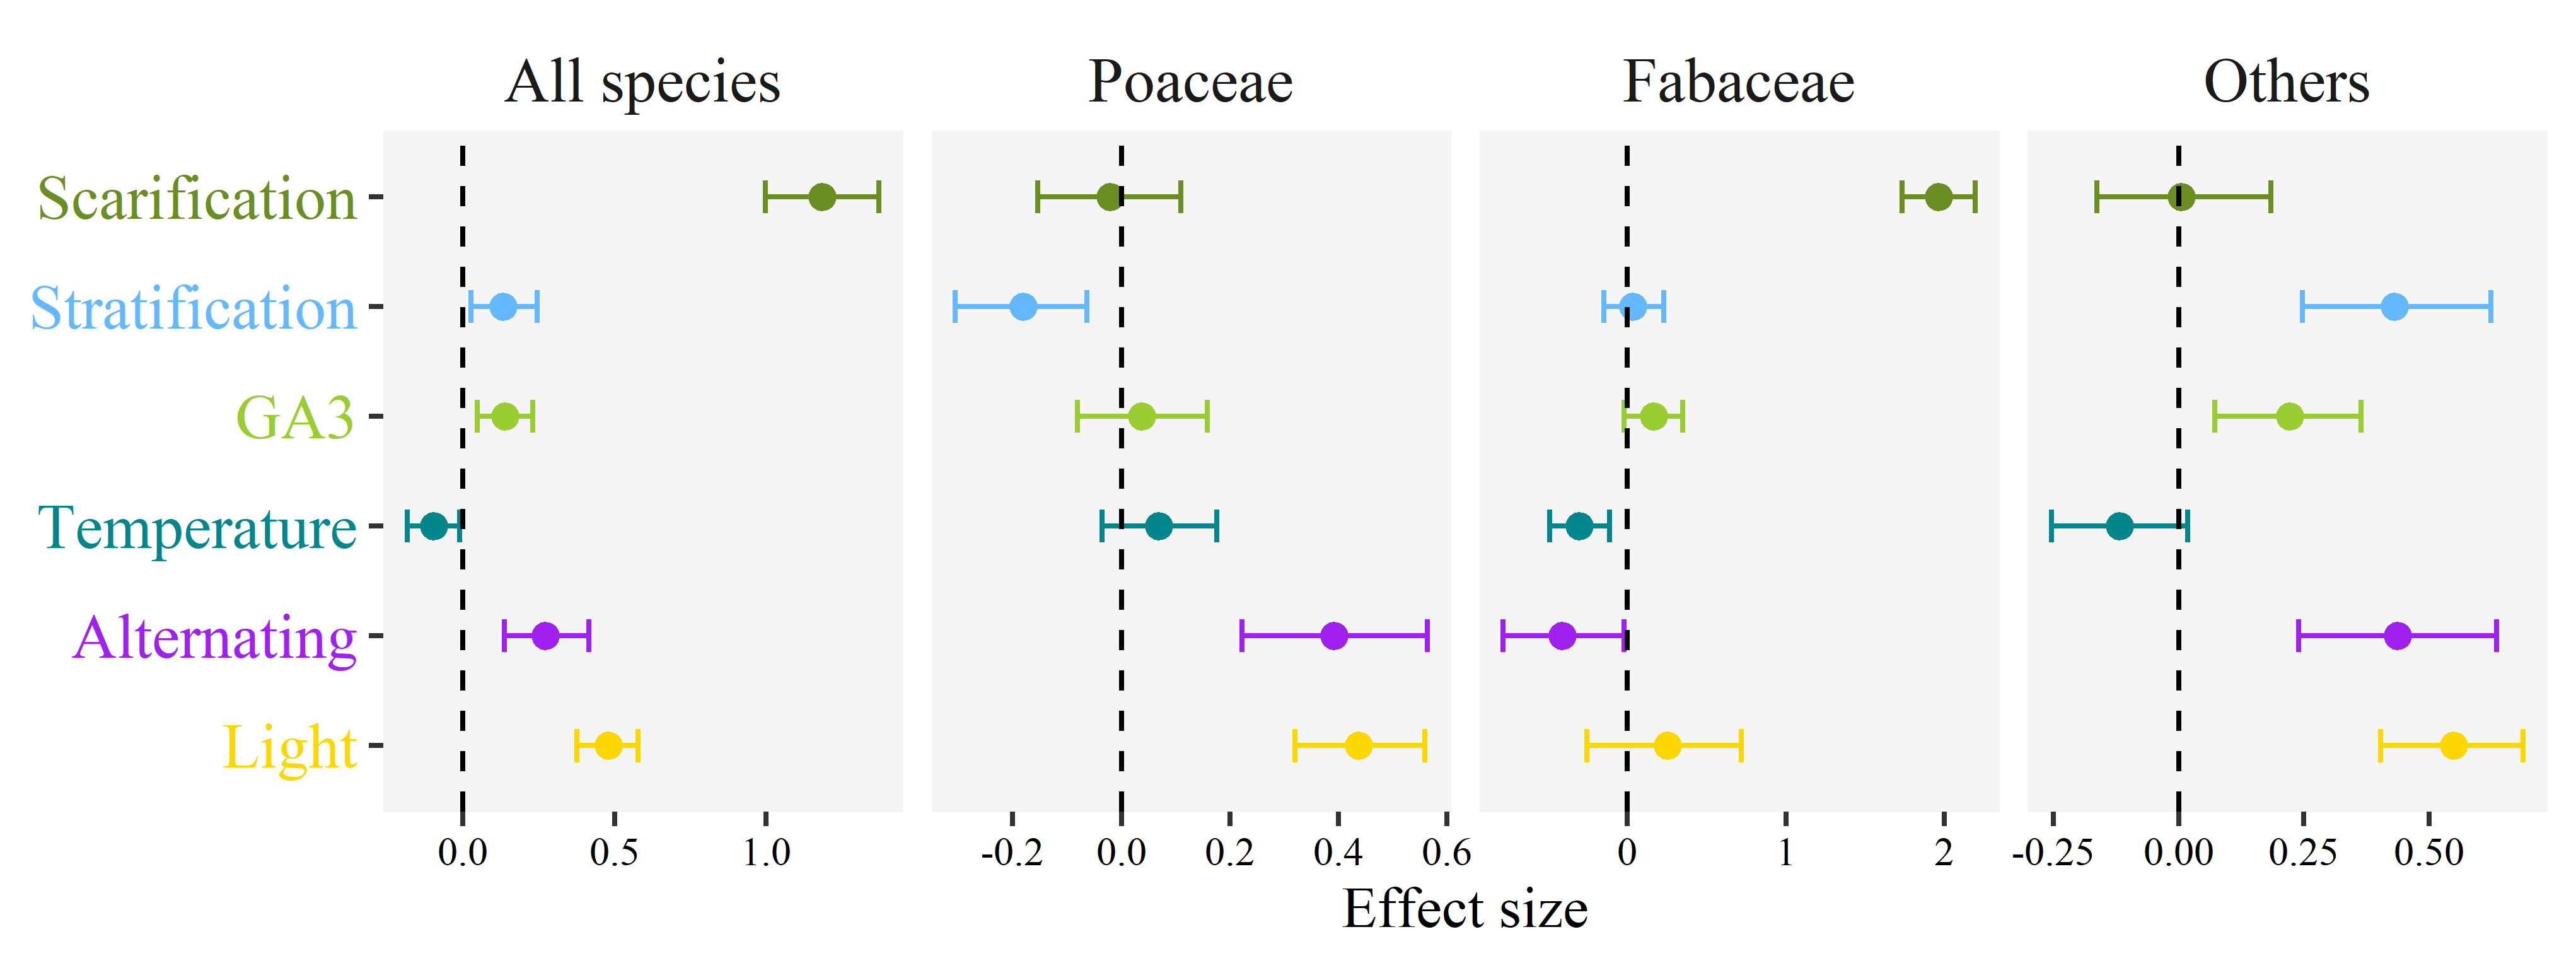 All species Poaceae Fabaceae Others
Scarification
Stratification
GA3
Temperature
Alternating
Light
0.0 0.5 1.0 -0.2 0.0 0.2 0.4 0.6 0 1 2 -0.25 0.00 0.25 0.50
Effect size